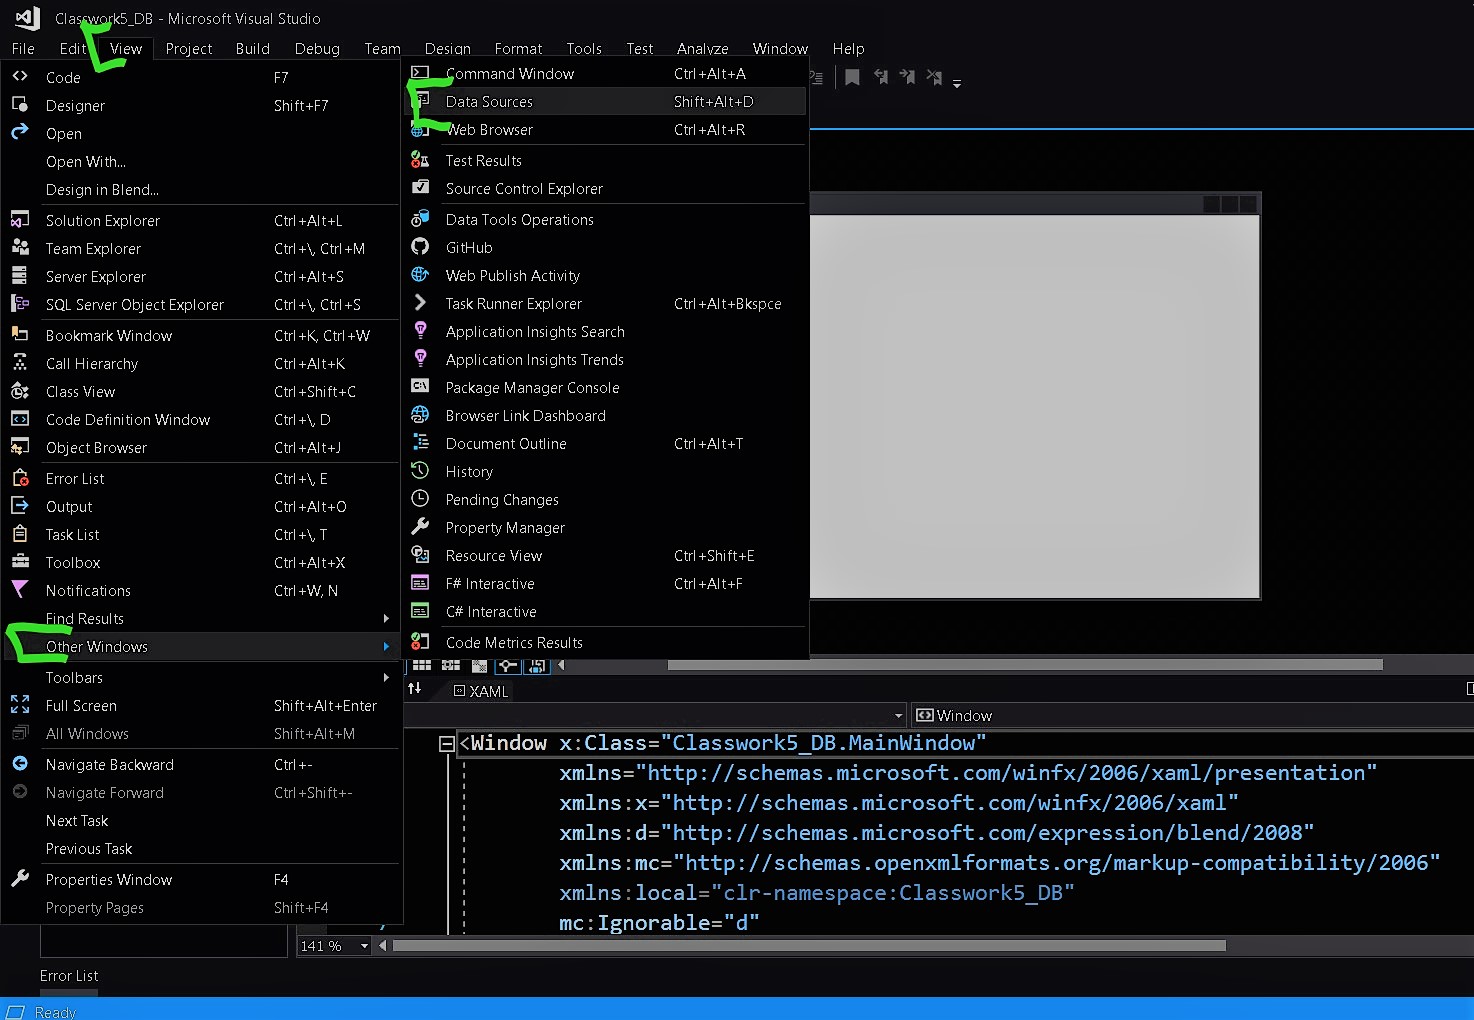 Classwork5_DB - Microsoft Visual Studio
File Edit View Project Build Debug Team Design Format Tools Test Analyze Window Help
Code F7
Designer Shift+F7
Open
Open With...
Design in Blend...
Solution Explorer Ctrl+Alt+L
Team Explorer Ctrl+\, Ctrl+M
Server Explorer Ctrl+Alt+S
SQL Server Object Explorer Ctrl+\, Ctrl+S
Bookmark Window Ctrl+K, Ctrl+W
Call Hierarchy Ctrl+Alt+K
Class View Ctrl+Shift+C
Code Definition Window Ctrl+\, D
Object Browser Ctrl+Alt+J
Error List Ctrl+\, E
Output Ctrl+Alt+O
Task List Ctrl+\, T
Toolbox Ctrl+Alt+X
Notifications Ctrl+W, N
Find Results
Other Windows
Toolbars
Full Screen Shift+Alt+Enter
All Windows Shift+Alt+M
Navigate Backward Ctrl+-
Navigate Forward Ctrl+Shift+-
Next Task
Previous Task
Properties Window F4
Property Pages Shift+F4
Command Window Ctrl+Alt+A
Data Sources Shift+Alt+D
Web Browser Ctrl+Alt+R
Test Results
Source Control Explorer
Data Tools Operations
GitHub
Web Publish Activity
Task Runner Explorer Ctrl+Alt+Bkspce
Application Insights Search
Application Insights Trends
Package Manager Console
Browser Link Dashboard
Document Outline Ctrl+Alt+T
History
Pending Changes
Property Manager
Resource View Ctrl+Shift+E
F# Interactive Ctrl+Alt+F
C# Interactive
Code Metrics Results
XAML
Window
<Window x:Class="Classwork5_DB.MainWindow"
xmlns="http://schemas.microsoft.com/winfx/2006/xaml/presentation"
xmlns:x="http://schemas.microsoft.com/winfx/2006/xaml"
xmlns:d="http://schemas.microsoft.com/expression/blend/2008"
xmlns:mc="http://schemas.openxmlformats.org/markup-compatibility/2006"
xmlns:local="clr-namespace:Classwork5_DB"
mc:Ignorable="d"
141 %
Error List
Ready